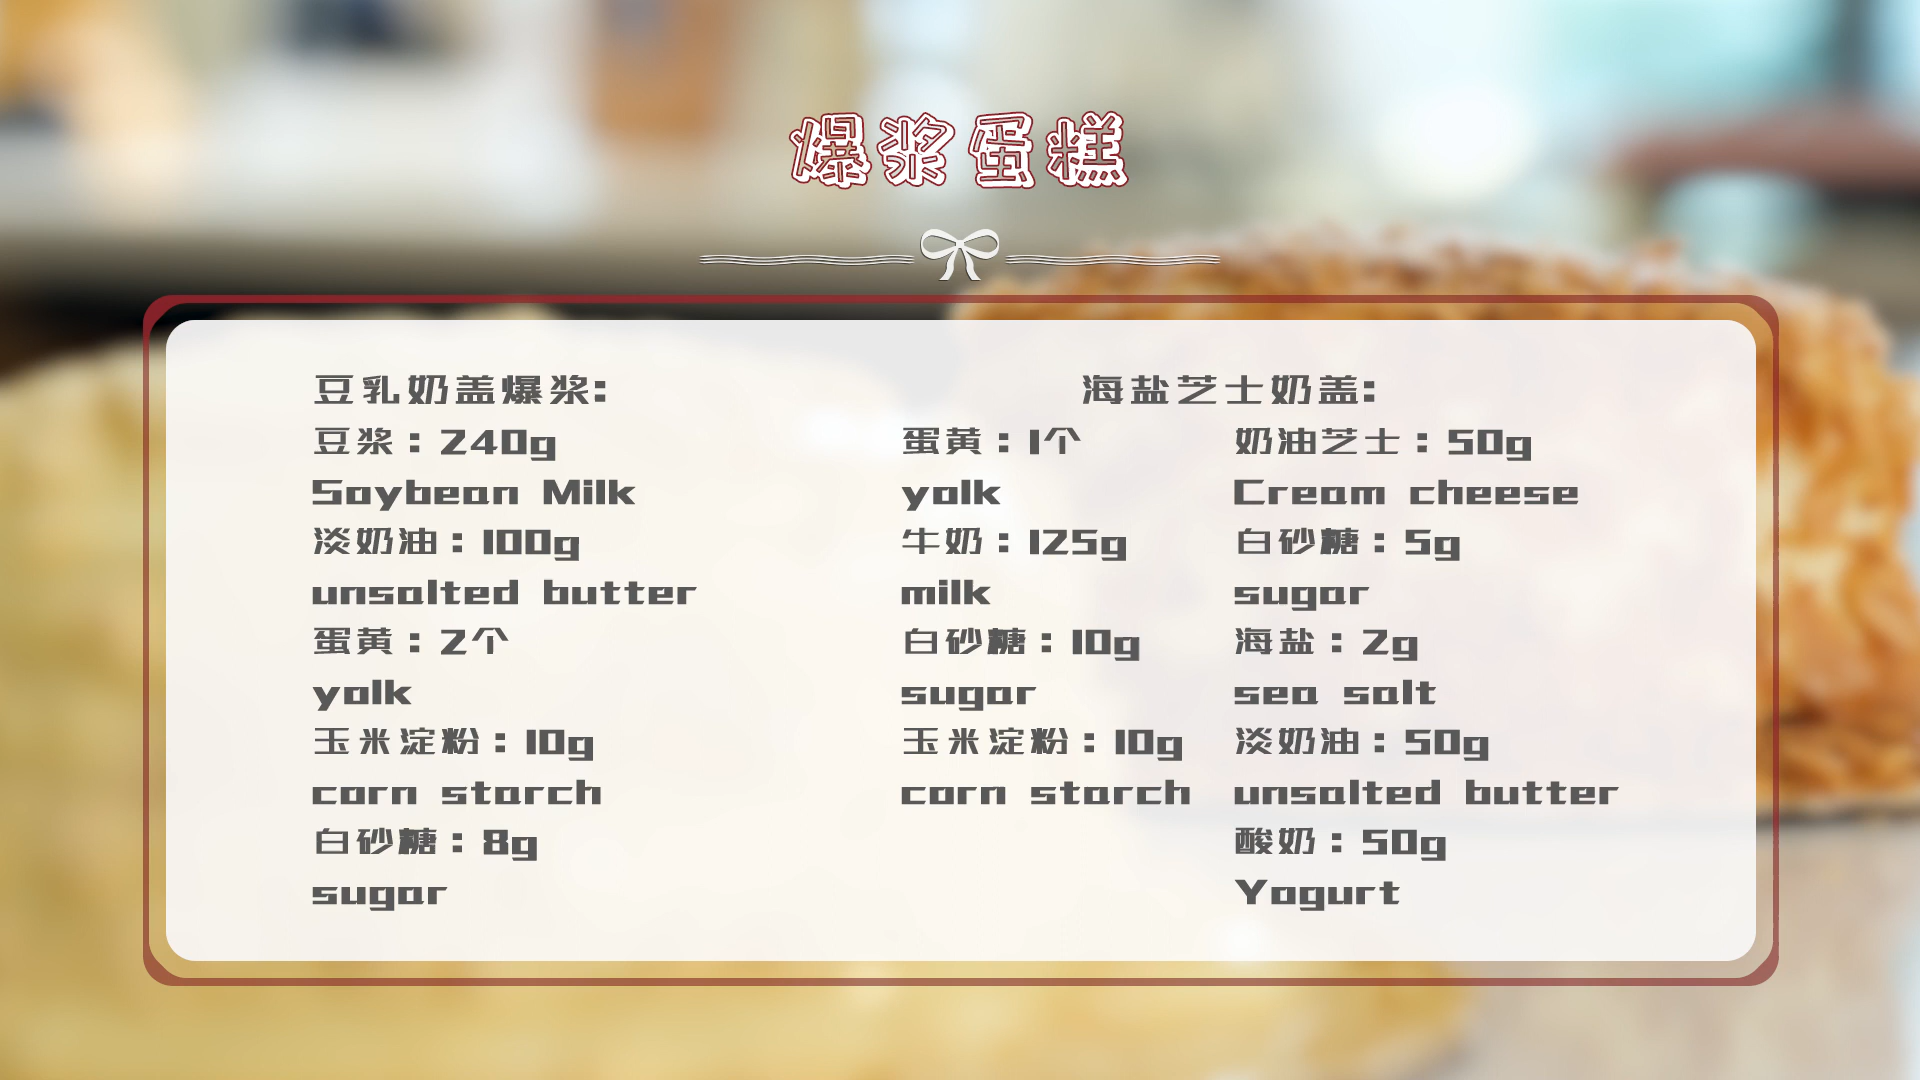 爆浆蛋糕
豆乳奶盖爆浆:
豆浆：240g
Soybean Milk
淡奶油：100g
unsalted butter
蛋黄：2个
yolk
玉米淀粉：10g
corn starch
白砂糖：8g
sugar
海盐芝士奶盖:
蛋黄：1个
yolk
牛奶：125g
milk
白砂糖：10g
sugar
玉米淀粉：10g
corn starch
奶油芝士：50g
Cream cheese
白砂糖：5g
sugar
海盐：2g
sea salt
淡奶油：50g
unsalted butter
酸奶：50g
Yogurt